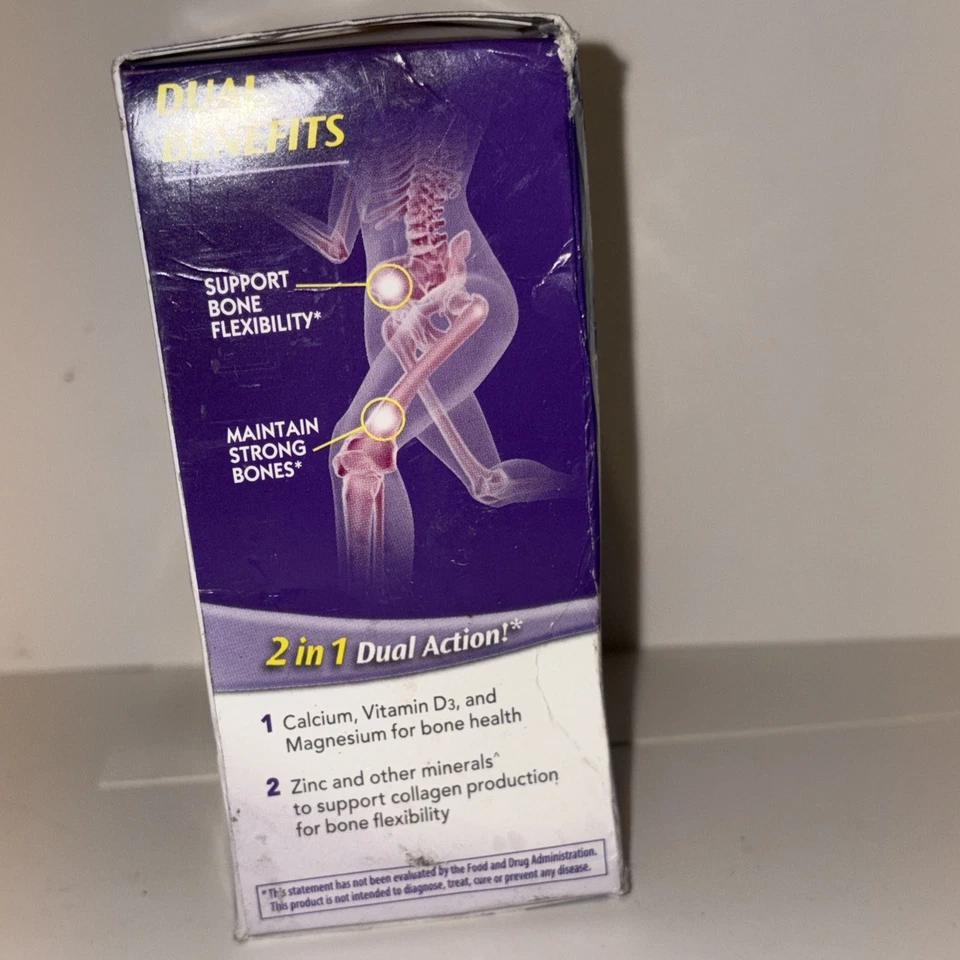 DUAL
BENEFITS
SUPPORT
BONE
FLEXIBILITY*
MAINTAIN
STRONG
BONES*
2 in 1 Dual Action!*
1 Calcium, Vitamin D3, and
Magnesium for bone health
2 Zinc and other minerals^
to support collagen production
for bone flexibility
*This statement has not been evaluated by the Food and Drug Administration.
This product is not intended to diagnose, treat, cure or prevent any disease.